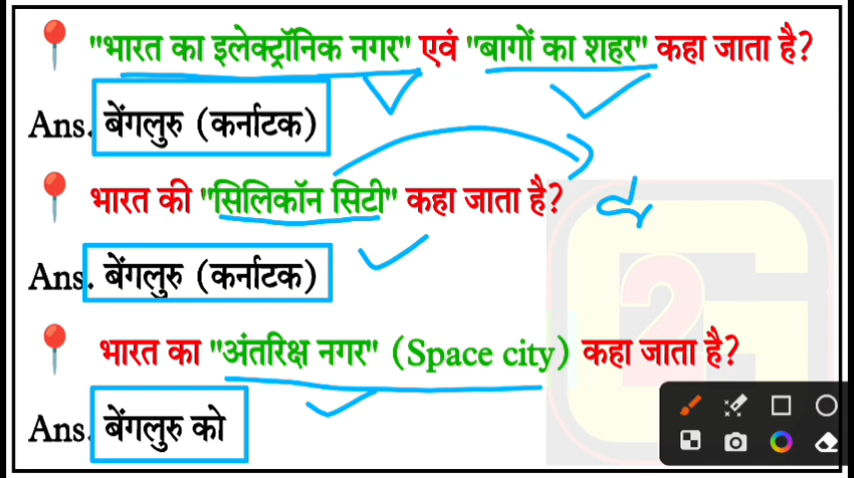 "भारत का इलेक्ट्रॉनिक नगर" एवं "बागों का शहर" कहा जाता है?
Ans. बेंगलुरु (कर्नाटक)
भारत की "सिलिकॉन सिटी" कहा जाता है?
Ans. बेंगलुरु (कर्नाटक)
भारत का "अंतरिक्ष नगर" (Space city) कहा जाता है?
Ans. बेंगलुरु को